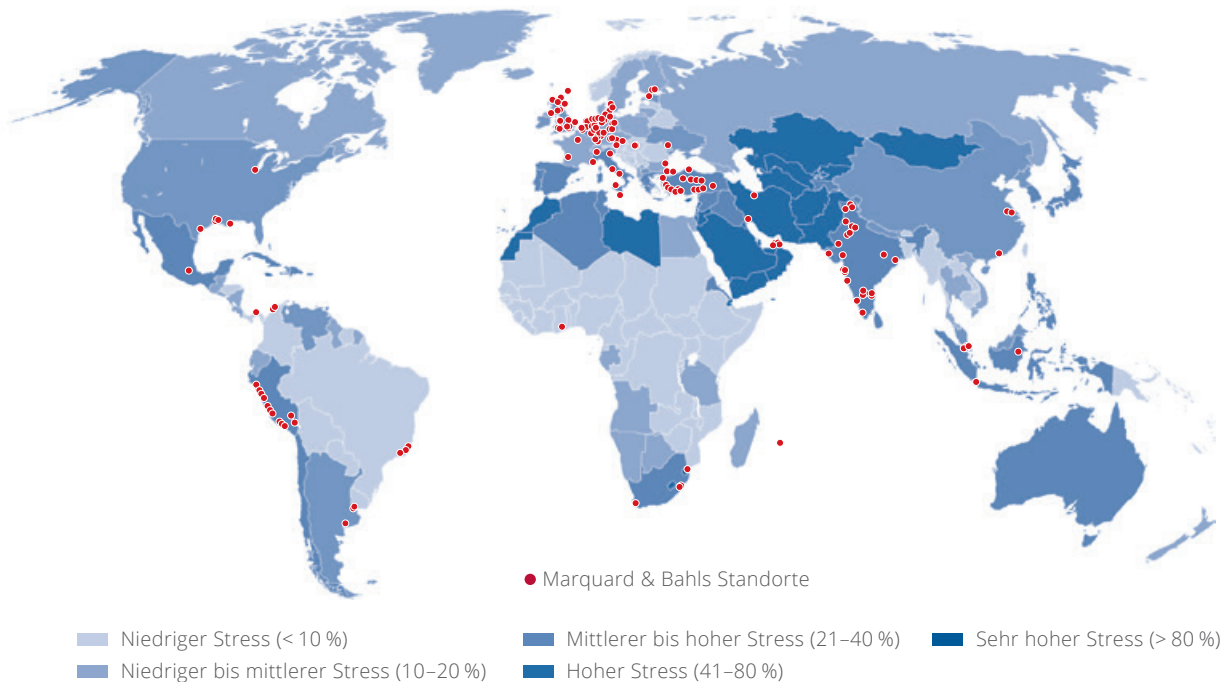 Marquard & Bahls Standorte
Niedriger Stress (< 10 %)
Niedriger bis mittlerer Stress (10–20 %)
Mittlerer bis hoher Stress (21–40 %)
Hoher Stress (41–80 %)
Sehr hoher Stress (> 80 %)